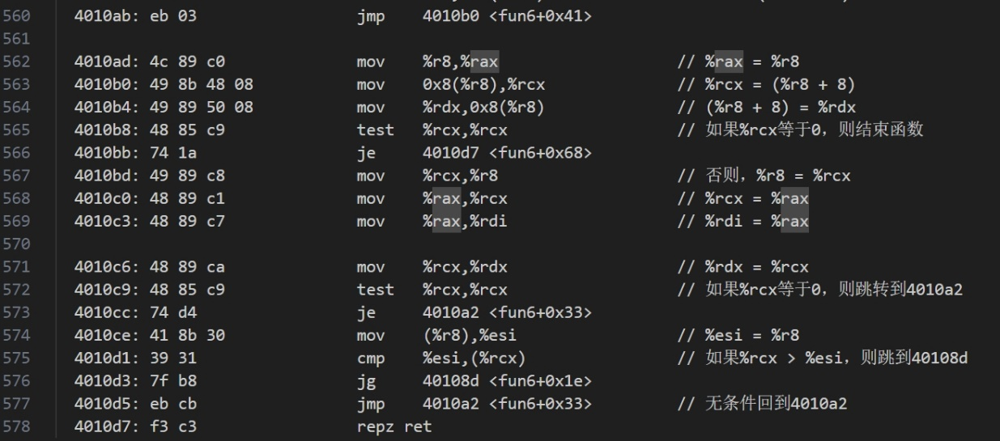 560 4010ab: eb 03 jmp 4010b0 <fun6+0x41>
561
562 4010ad: 4c 89 c0 mov %r8,%rax // %rax = %r8
563 4010b0: 49 8b 48 08 mov 0x8(%r8),%rcx // %rcx = (%r8 + 8)
564 4010b4: 49 89 50 08 mov %rdx,0x8(%r8) // (%r8 + 8) = %rdx
565 4010b8: 48 85 c9 test %rcx,%rcx // 如果%rcx等于0，则结束函数
566 4010bb: 74 1a je 4010d7 <fun6+0x68>
567 4010bd: 49 89 c8 mov %rcx,%r8 // 否则，%r8 = %rcx
568 4010c0: 48 89 c1 mov %rax,%rcx // %rcx = %rax
569 4010c3: 48 89 c7 mov %rax,%rdi // %rdi = %rax
570
571 4010c6: 48 89 ca mov %rcx,%rdx // %rdx = %rcx
572 4010c9: 48 85 c9 test %rcx,%rcx // 如果%rcx等于0，则跳转到4010a2
573 4010cc: 74 d4 je 4010a2 <fun6+0x33>
574 4010ce: 41 8b 30 mov (%r8),%esi // %esi = %r8
575 4010d1: 39 31 cmp %esi,(%rcx) // 如果%rcx > %esi，则跳到40108d
576 4010d3: 7f b8 jg 40108d <fun6+0x1e>
577 4010d5: eb cb jmp 4010a2 <fun6+0x33> // 无条件回到4010a2
578 4010d7: f3 c3 repz ret